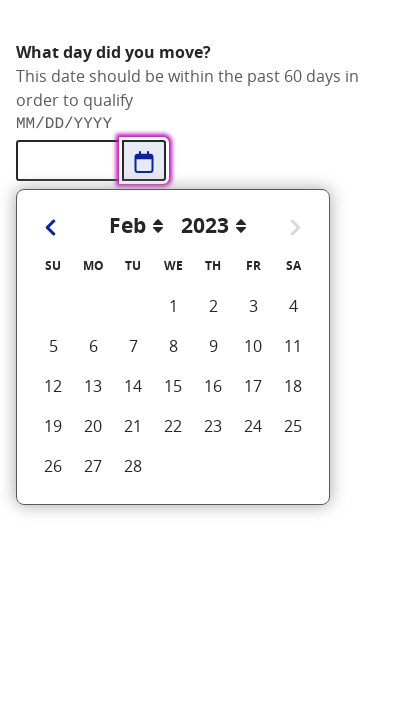 What day did you move?
This date should be within the past 60 days in
order to qualify
MM/DD/YYYY
Feb 2023
SU MO TU WE TH FR SA
1 2 3 4
5 6 7 8 9 10 11
12 13 14 15 16 17 18
19 20 21 22 23 24 25
26 27 28